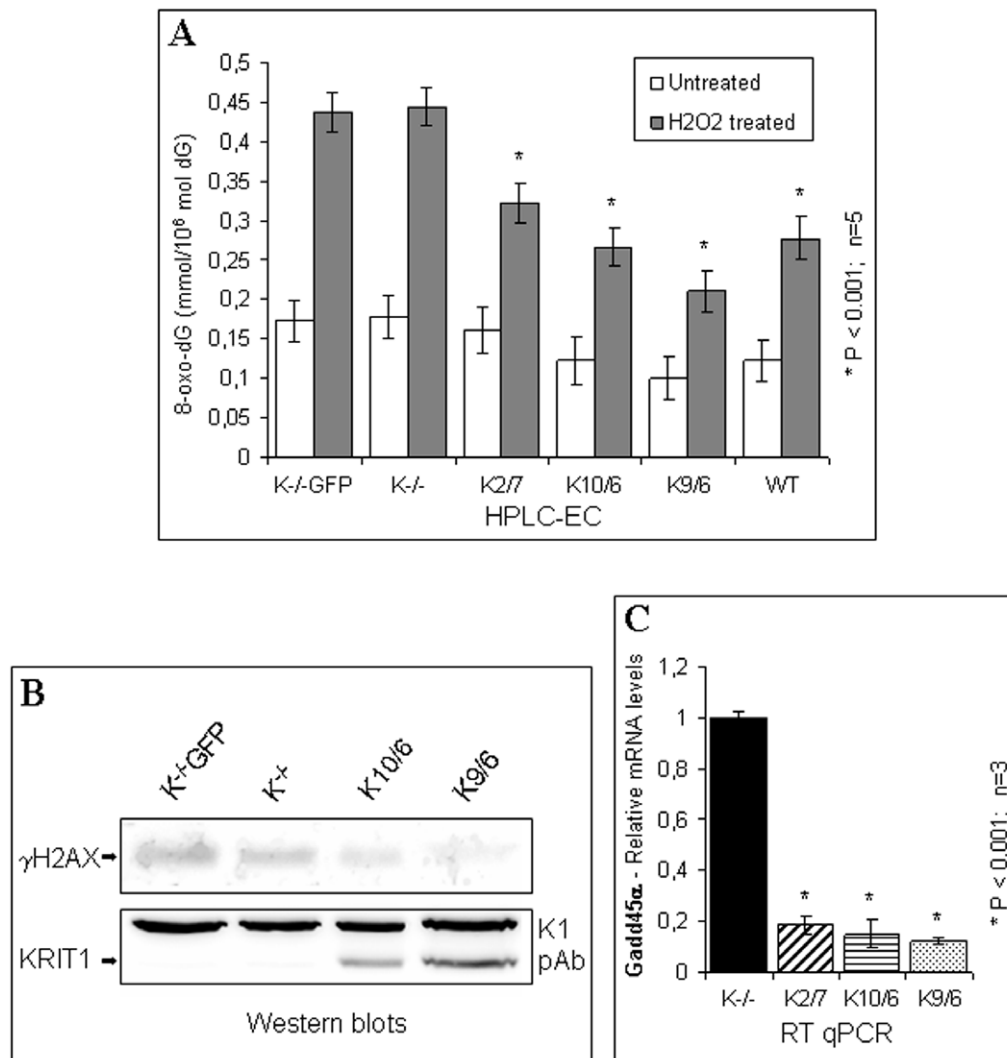 A
0,5
0,45
0,4
0,35
0,3
0,25
0,2
0,15
0,1
0,05
0
8-oxo-dG (mmol/10⁶ mol dG)
Untreated
H2O2 treated
* * * *
* P < 0.001; n=5
K-/-GFP K-/- K2/7 K10/6 K9/6 WT
HPLC-EC
B
K-/-GFP K-/- K10/6 K9/6
γH2AX
KRIT1
K1
pAb
Western blots
C
Gadd45α - Relative mRNA levels
1,2
1
0,8
0,6
0,4
0,2
0
* * *
* P < 0.001; n=3
K-/- K2/7 K10/6 K9/6
RT qPCR